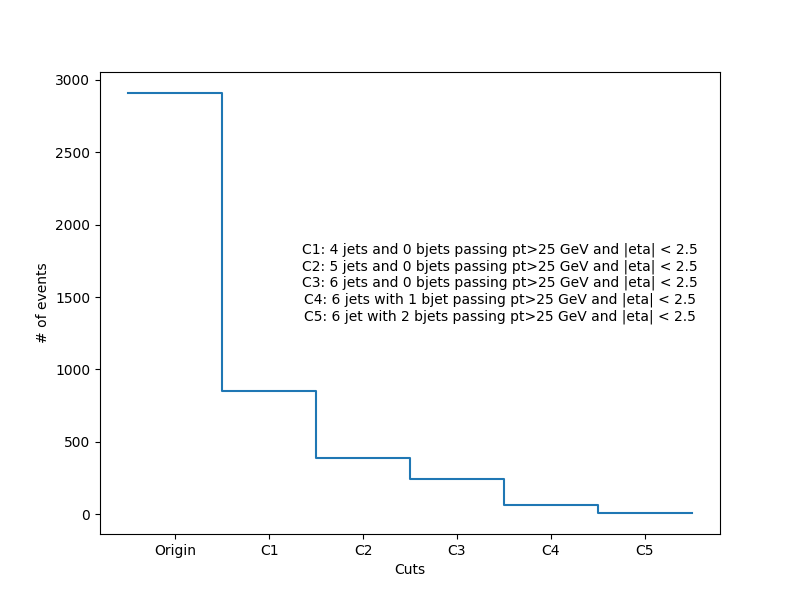 3000
2500
2000
1500
1000
500
0
# of events
C1: 4 jets and 0 bjets passing pt>25 GeV and |eta| < 2.5
C2: 5 jets and 0 bjets passing pt>25 GeV and |eta| < 2.5
C3: 6 jets and 0 bjets passing pt>25 GeV and |eta| < 2.5
C4: 6 jets with 1 bjet passing pt>25 GeV and |eta| < 2.5
C5: 6 jet with 2 bjets passing pt>25 GeV and |eta| < 2.5
Origin C1 C2 C3 C4 C5
Cuts